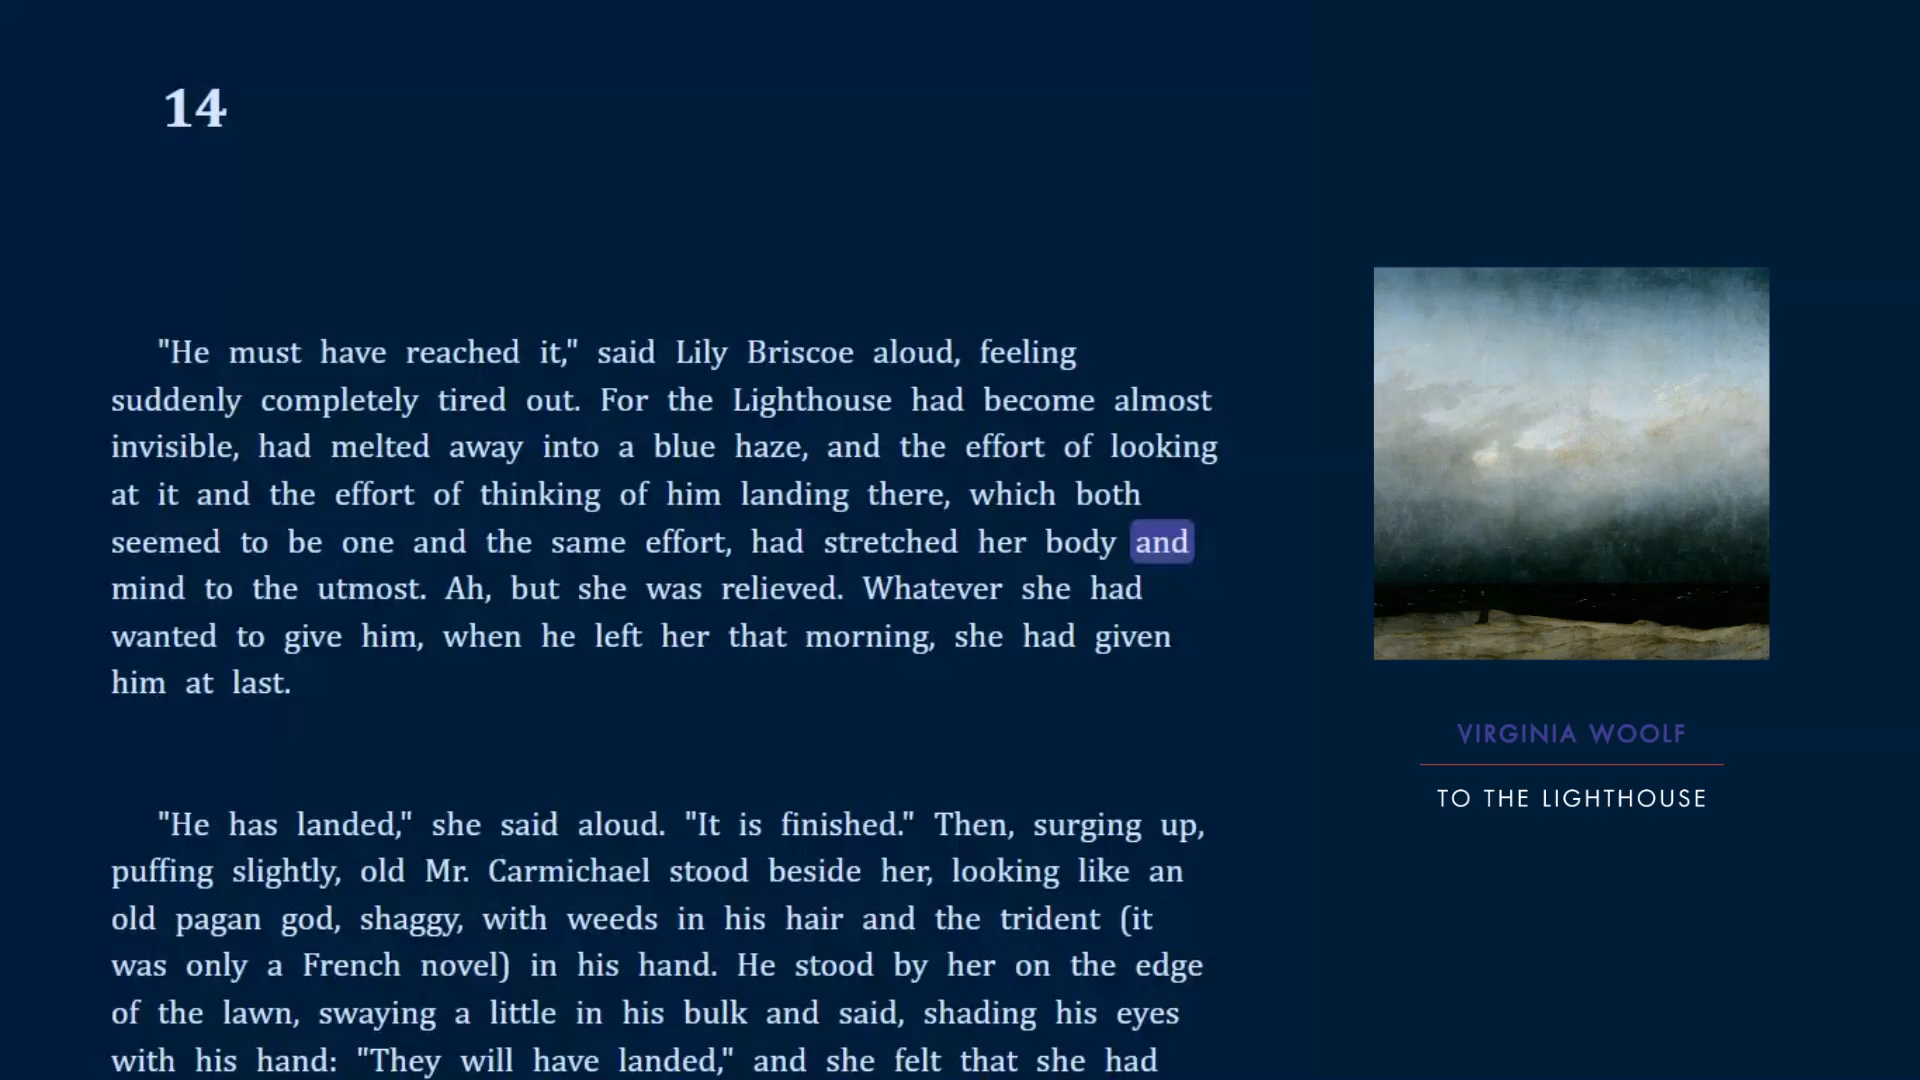 14
"He must have reached it," said Lily Briscoe aloud, feeling
suddenly completely tired out. For the Lighthouse had become almost
invisible, had melted away into a blue haze, and the effort of looking
at it and the effort of thinking of him landing there, which both
seemed to be one and the same effort, had stretched her body and
mind to the utmost. Ah, but she was relieved. Whatever she had
wanted to give him, when he left her that morning, she had given
him at last.
"He has landed," she said aloud. "It is finished." Then, surging up,
puffing slightly, old Mr. Carmichael stood beside her, looking like an
old pagan god, shaggy, with weeds in his hair and the trident (it
was only a French novel) in his hand. He stood by her on the edge
of the lawn, swaying a little in his bulk and said, shading his eyes
with his hand: "They will have landed," and she felt that she had
VIRGINIA WOOLF
TO THE LIGHTHOUSE